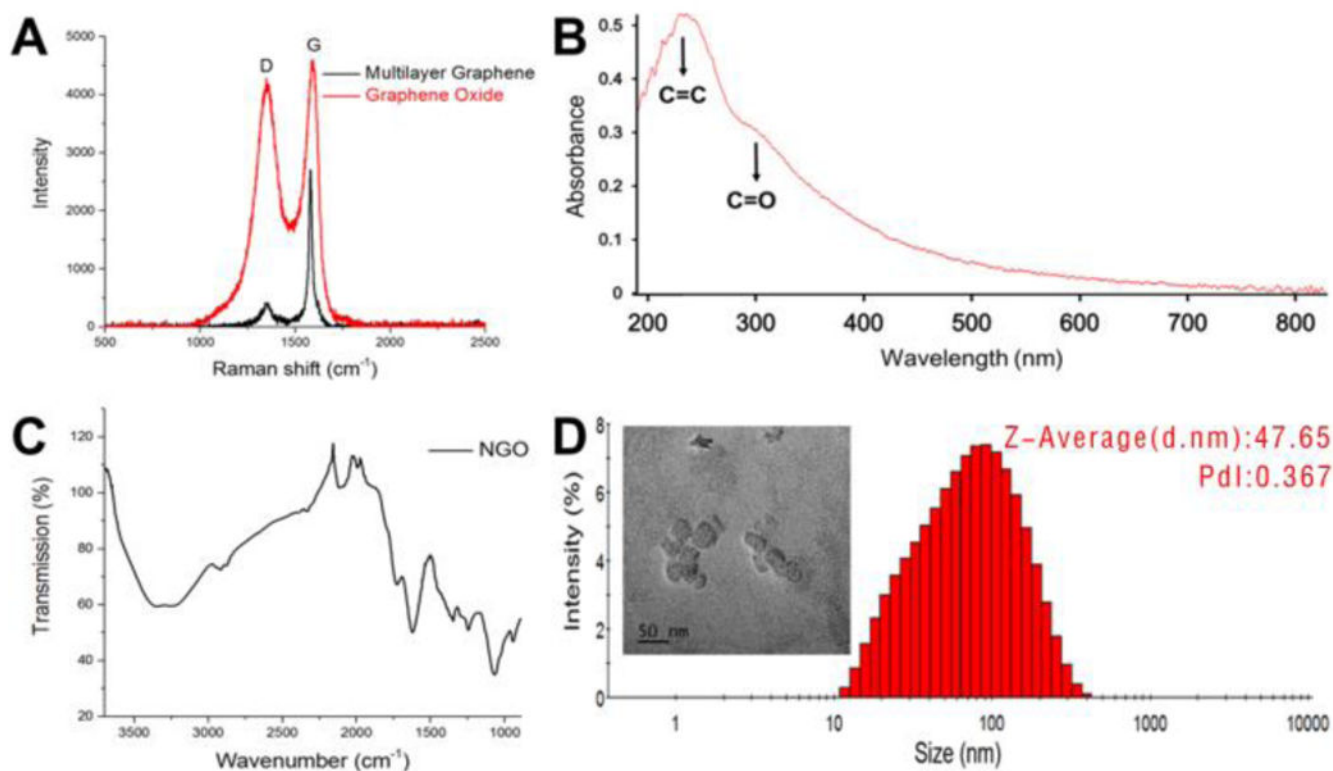 A
5000
4000
3000
2000
1000
0
Intensity
D
G
Multilayer Graphene
Graphene Oxide
500
1000
1500
2000
2500
Raman shift (cm⁻¹)
B
0.5
0.4
0.3
0.2
0.1
0
Absorbance
C=C
C=O
200
300
400
500
600
700
800
Wavelength (nm)
C
120
100
80
60
40
20
Transmission (%)
NGO
3500
3000
2500
2000
1500
1000
Wavenumber (cm⁻¹)
D
8
6
4
2
0
Intensity (%)
50 nm
Z-Average(d.nm):47.65
PdI:0.367
1
10
100
1000
10000
Size (nm)